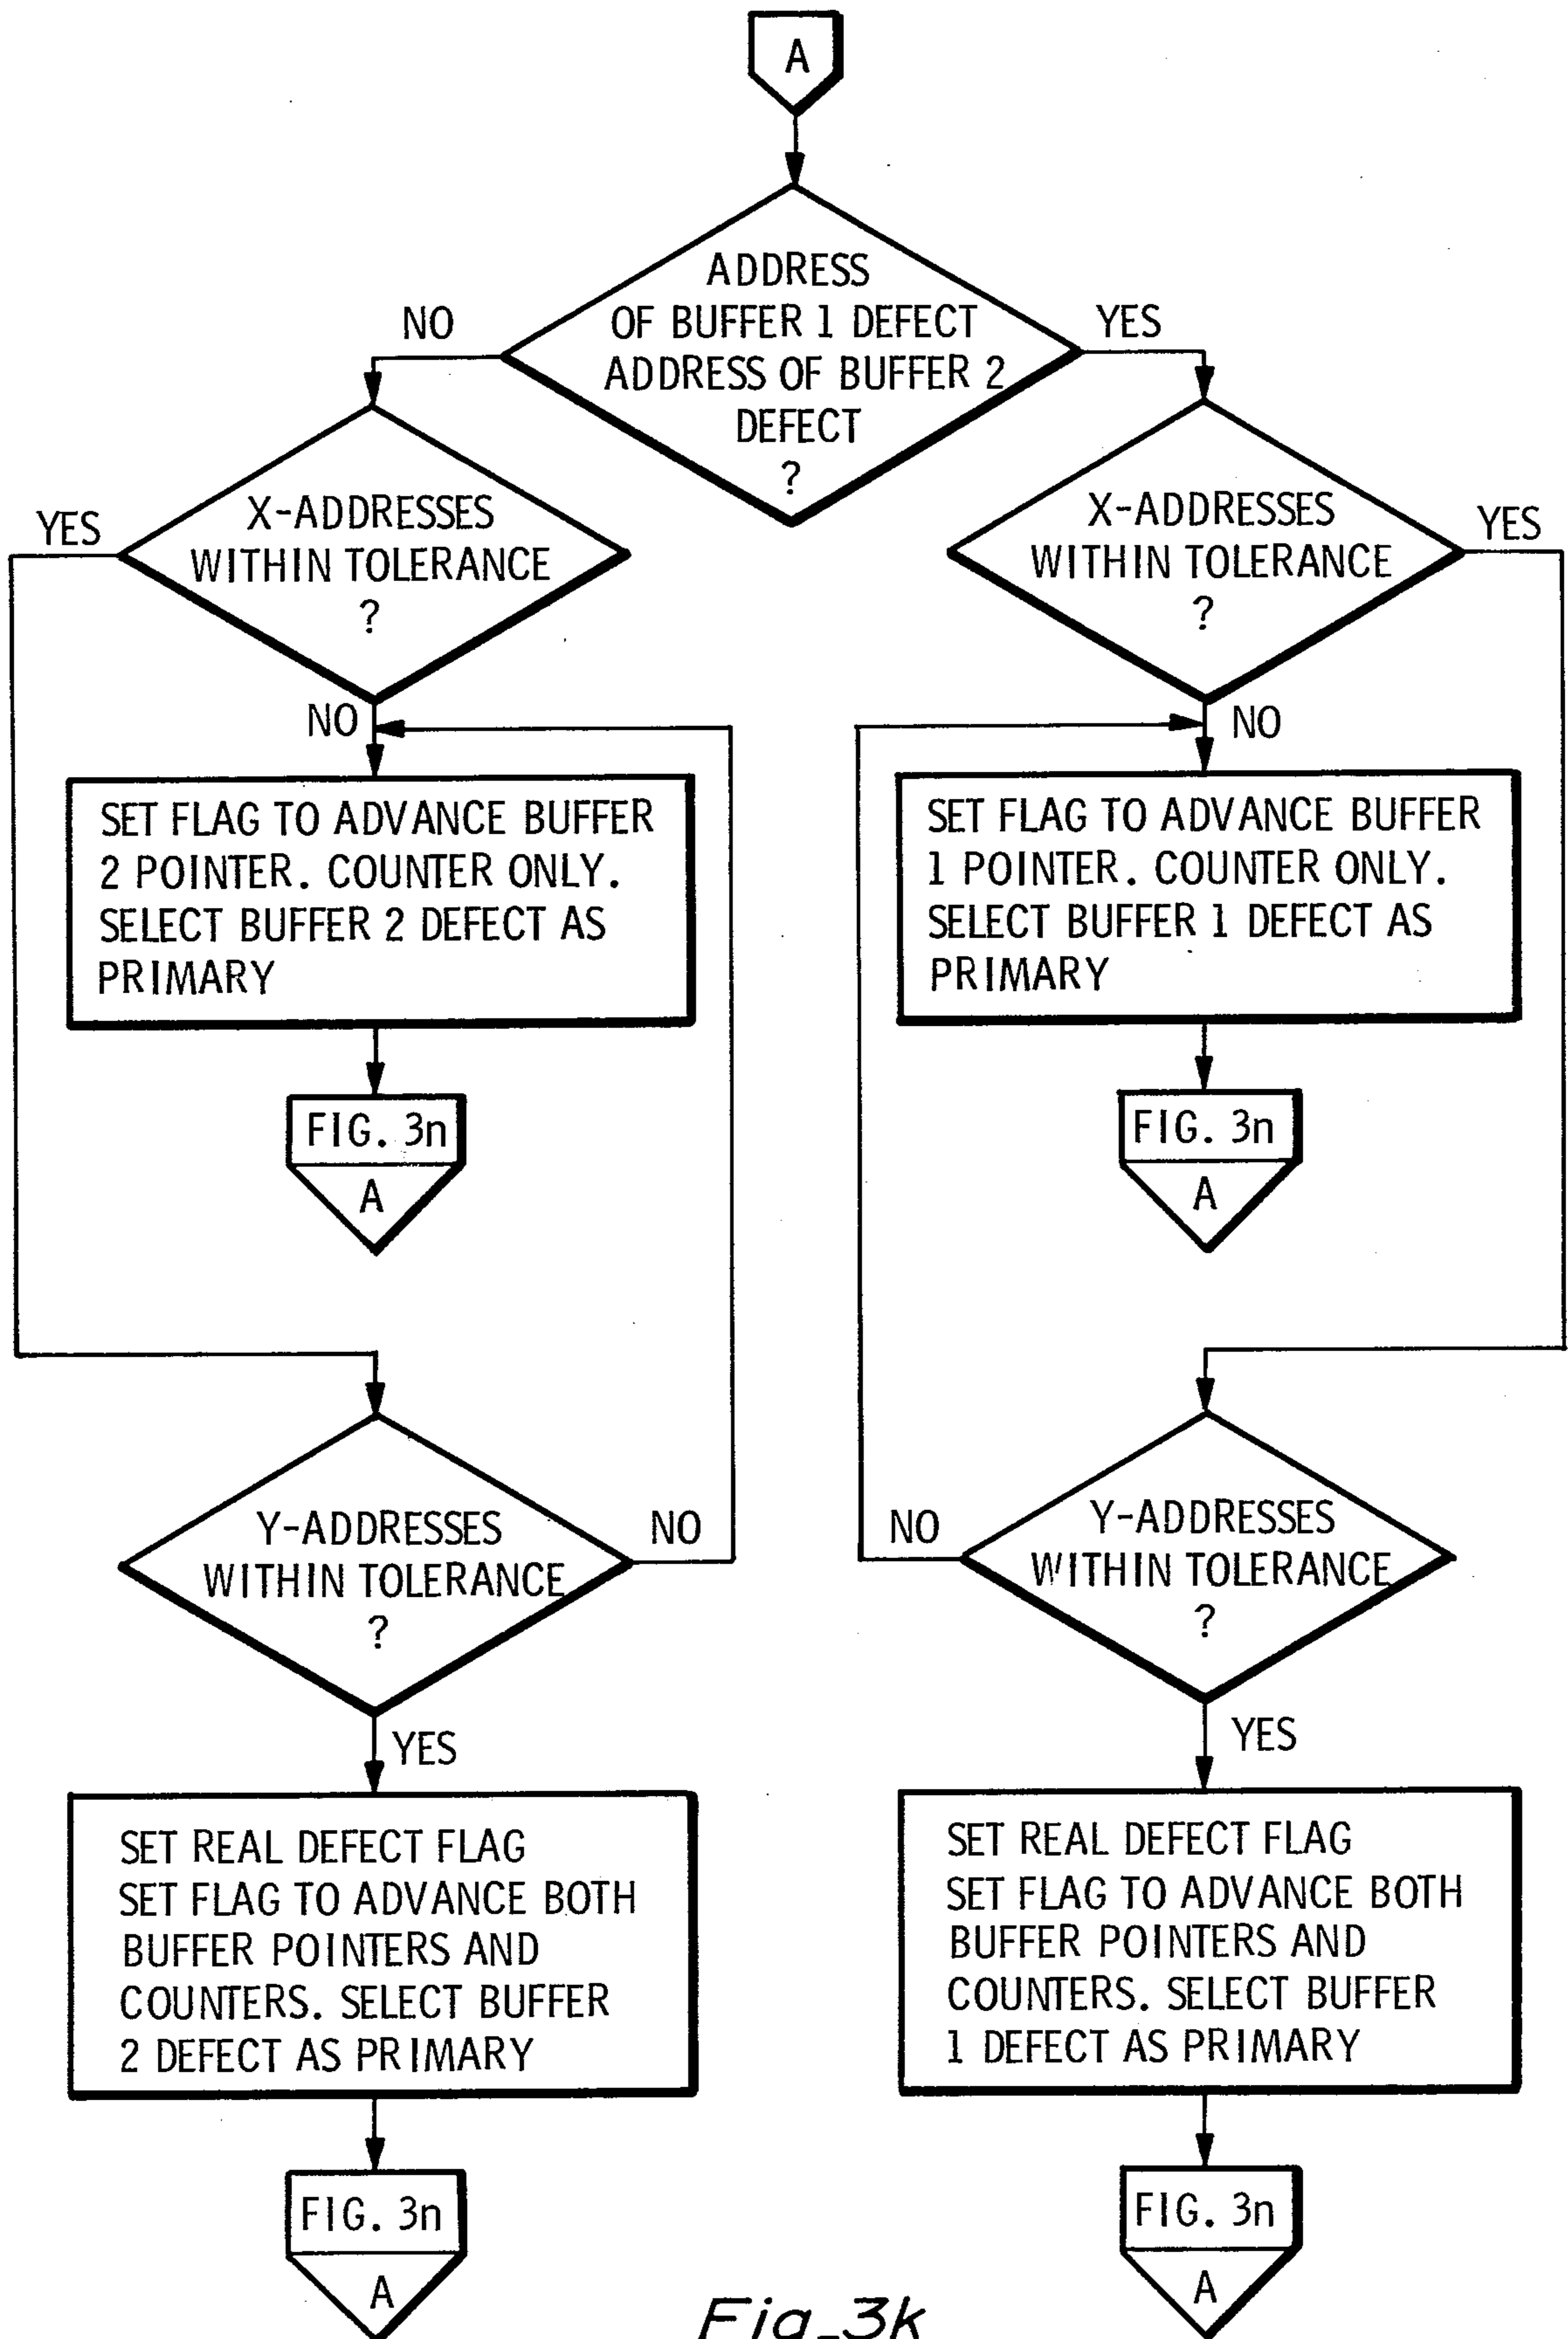 A
ADDRESS
OF BUFFER 1 DEFECT
ADDRESS OF BUFFER 2
DEFECT
?
NO
YES
X-ADDRESSES
WITHIN TOLERANCE
?
YES
NO
X-ADDRESSES
WITHIN TOLERANCE
?
YES
NO
SET FLAG TO ADVANCE BUFFER
2 POINTER. COUNTER ONLY.
SELECT BUFFER 2 DEFECT AS
PRIMARY
SET FLAG TO ADVANCE BUFFER
1 POINTER. COUNTER ONLY.
SELECT BUFFER 1 DEFECT AS
PRIMARY
FIG. 3n
A
FIG. 3n
A
Y-ADDRESSES
WITHIN TOLERANCE
?
NO
YES
Y-ADDRESSES
WITHIN TOLERANCE
?
NO
YES
SET REAL DEFECT FLAG
SET FLAG TO ADVANCE BOTH
BUFFER POINTERS AND
COUNTERS. SELECT BUFFER
2 DEFECT AS PRIMARY
SET REAL DEFECT FLAG
SET FLAG TO ADVANCE BOTH
BUFFER POINTERS AND
COUNTERS. SELECT BUFFER
1 DEFECT AS PRIMARY
FIG. 3n
A
FIG. 3n
A
Fig_3k